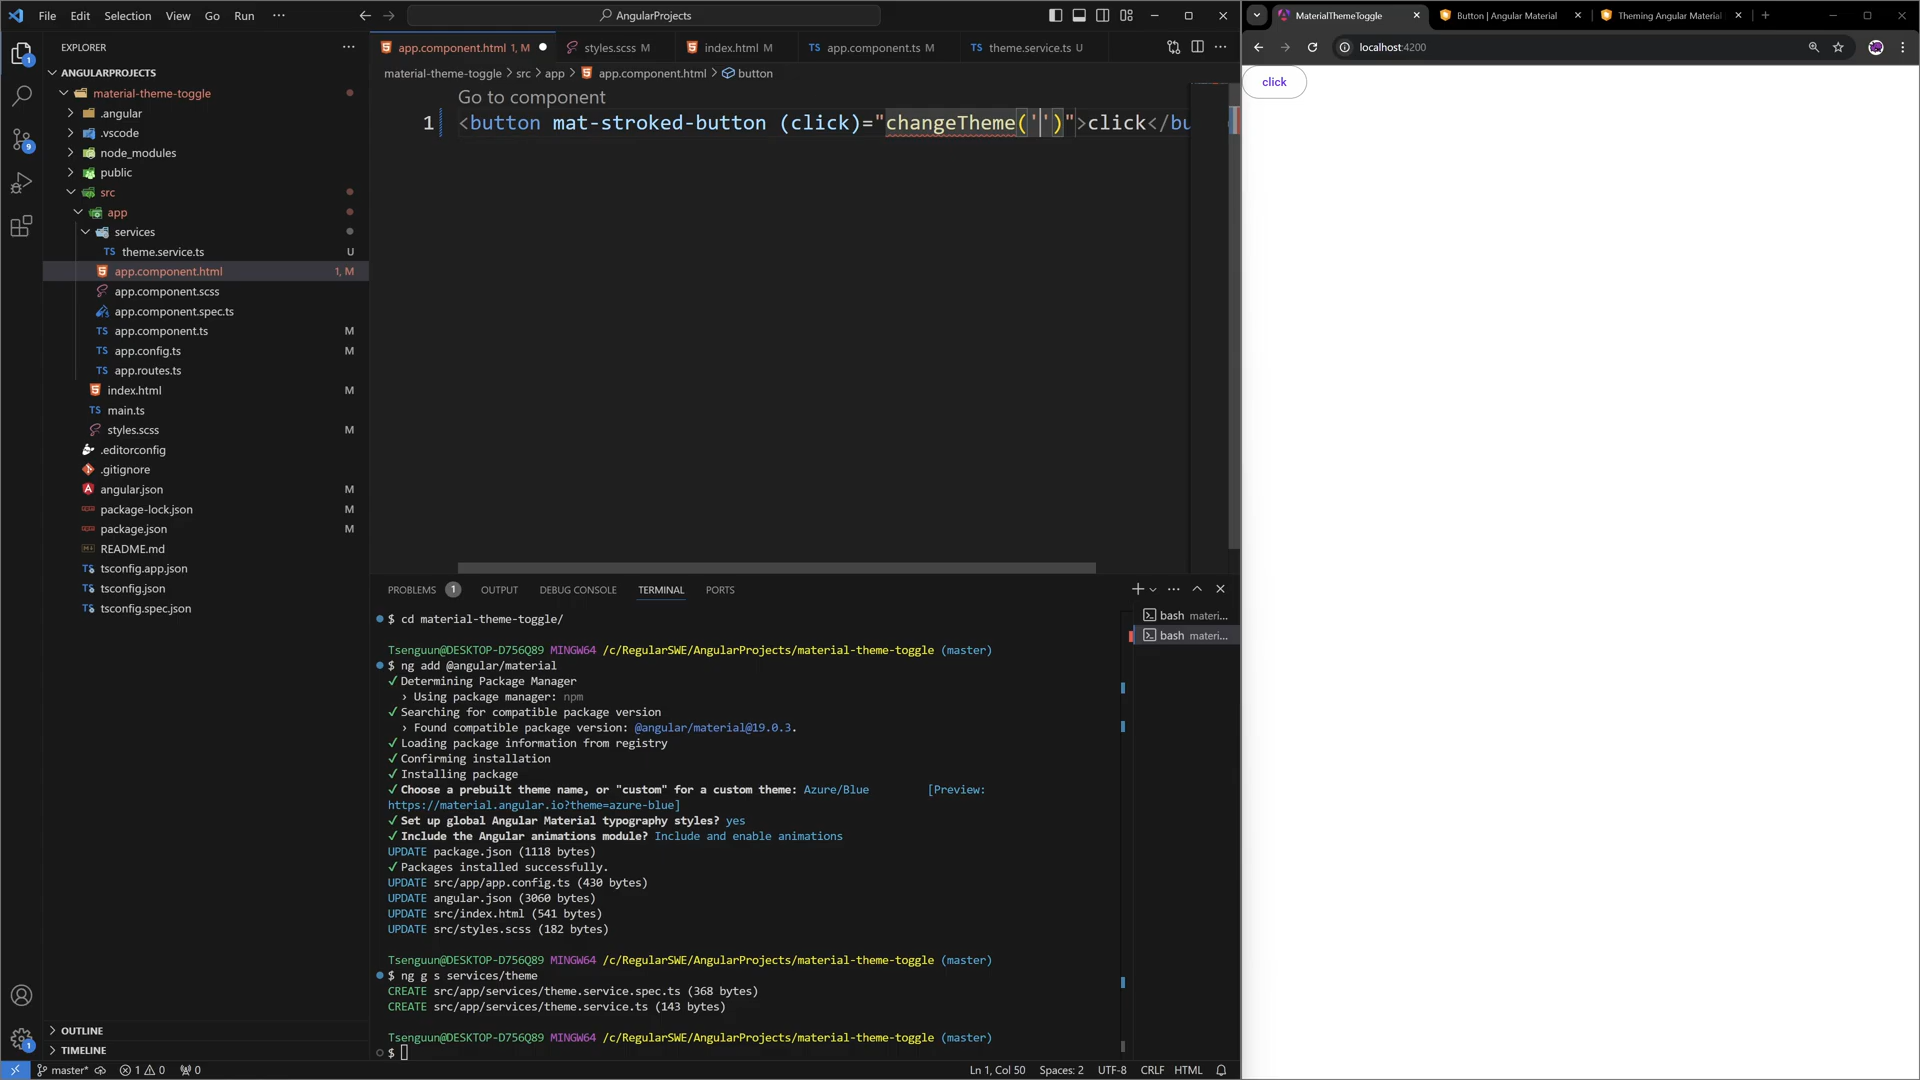 File Edit Selection View Go Run ···
AngularProjects
EXPLORER
ANGULARPROJECTS
material-theme-toggle
.angular
.vscode
node_modules
public
src
app
services
TS theme.service.ts U
app.component.html 1, M
app.component.scss
app.component.spec.ts
TS app.component.ts M
TS app.config.ts M
TS app.routes.ts
index.html M
TS main.ts
styles.scss M
.editorconfig
.gitignore
angular.json M
package-lock.json M
package.json M
README.md
tsconfig.app.json
tsconfig.json
tsconfig.spec.json
OUTLINE
TIMELINE
app.component.html 1, M
styles.scss M
index.html M
TS app.component.ts M
TS theme.service.ts U
material-theme-toggle > src > app > app.component.html > button
Go to component
1 <button mat-stroked-button (click)="changeTheme('')">click</bu
PROBLEMS 1 OUTPUT DEBUG CONSOLE TERMINAL PORTS
$ cd material-theme-toggle/
Tsenguun@DESKTOP-D756Q89 MINGW64 /c/RegularSWE/AngularProjects/material-theme-toggle (master)
$ ng add @angular/material
✓ Determining Package Manager
› Using package manager: npm
✓ Searching for compatible package version
› Found compatible package version: @angular/material@19.0.3.
✓ Loading package information from registry
✓ Confirming installation
✓ Installing package
✓ Choose a prebuilt theme name, or "custom" for a custom theme: Azure/Blue [Preview:
https://material.angular.io?theme=azure-blue]
✓ Set up global Angular Material typography styles? yes
✓ Include the Angular animations module? Include and enable animations
UPDATE package.json (1118 bytes)
✓ Packages installed successfully.
UPDATE src/app/app.config.ts (430 bytes)
UPDATE angular.json (3060 bytes)
UPDATE src/index.html (541 bytes)
UPDATE src/styles.scss (182 bytes)
Tsenguun@DESKTOP-D756Q89 MINGW64 /c/RegularSWE/AngularProjects/material-theme-toggle (master)
$ ng g s services/theme
CREATE src/app/services/theme.service.spec.ts (368 bytes)
CREATE src/app/services/theme.service.ts (143 bytes)
Tsenguun@DESKTOP-D756Q89 MINGW64 /c/RegularSWE/AngularProjects/material-theme-toggle (master)
$
bash materi...
bash materi...
master* 1 0 0
Ln 1, Col 50 Spaces: 2 UTF-8 CRLF HTML
MaterialThemeToggle
Button | Angular Material
Theming Angular Material
localhost:4200
click
1
9
1